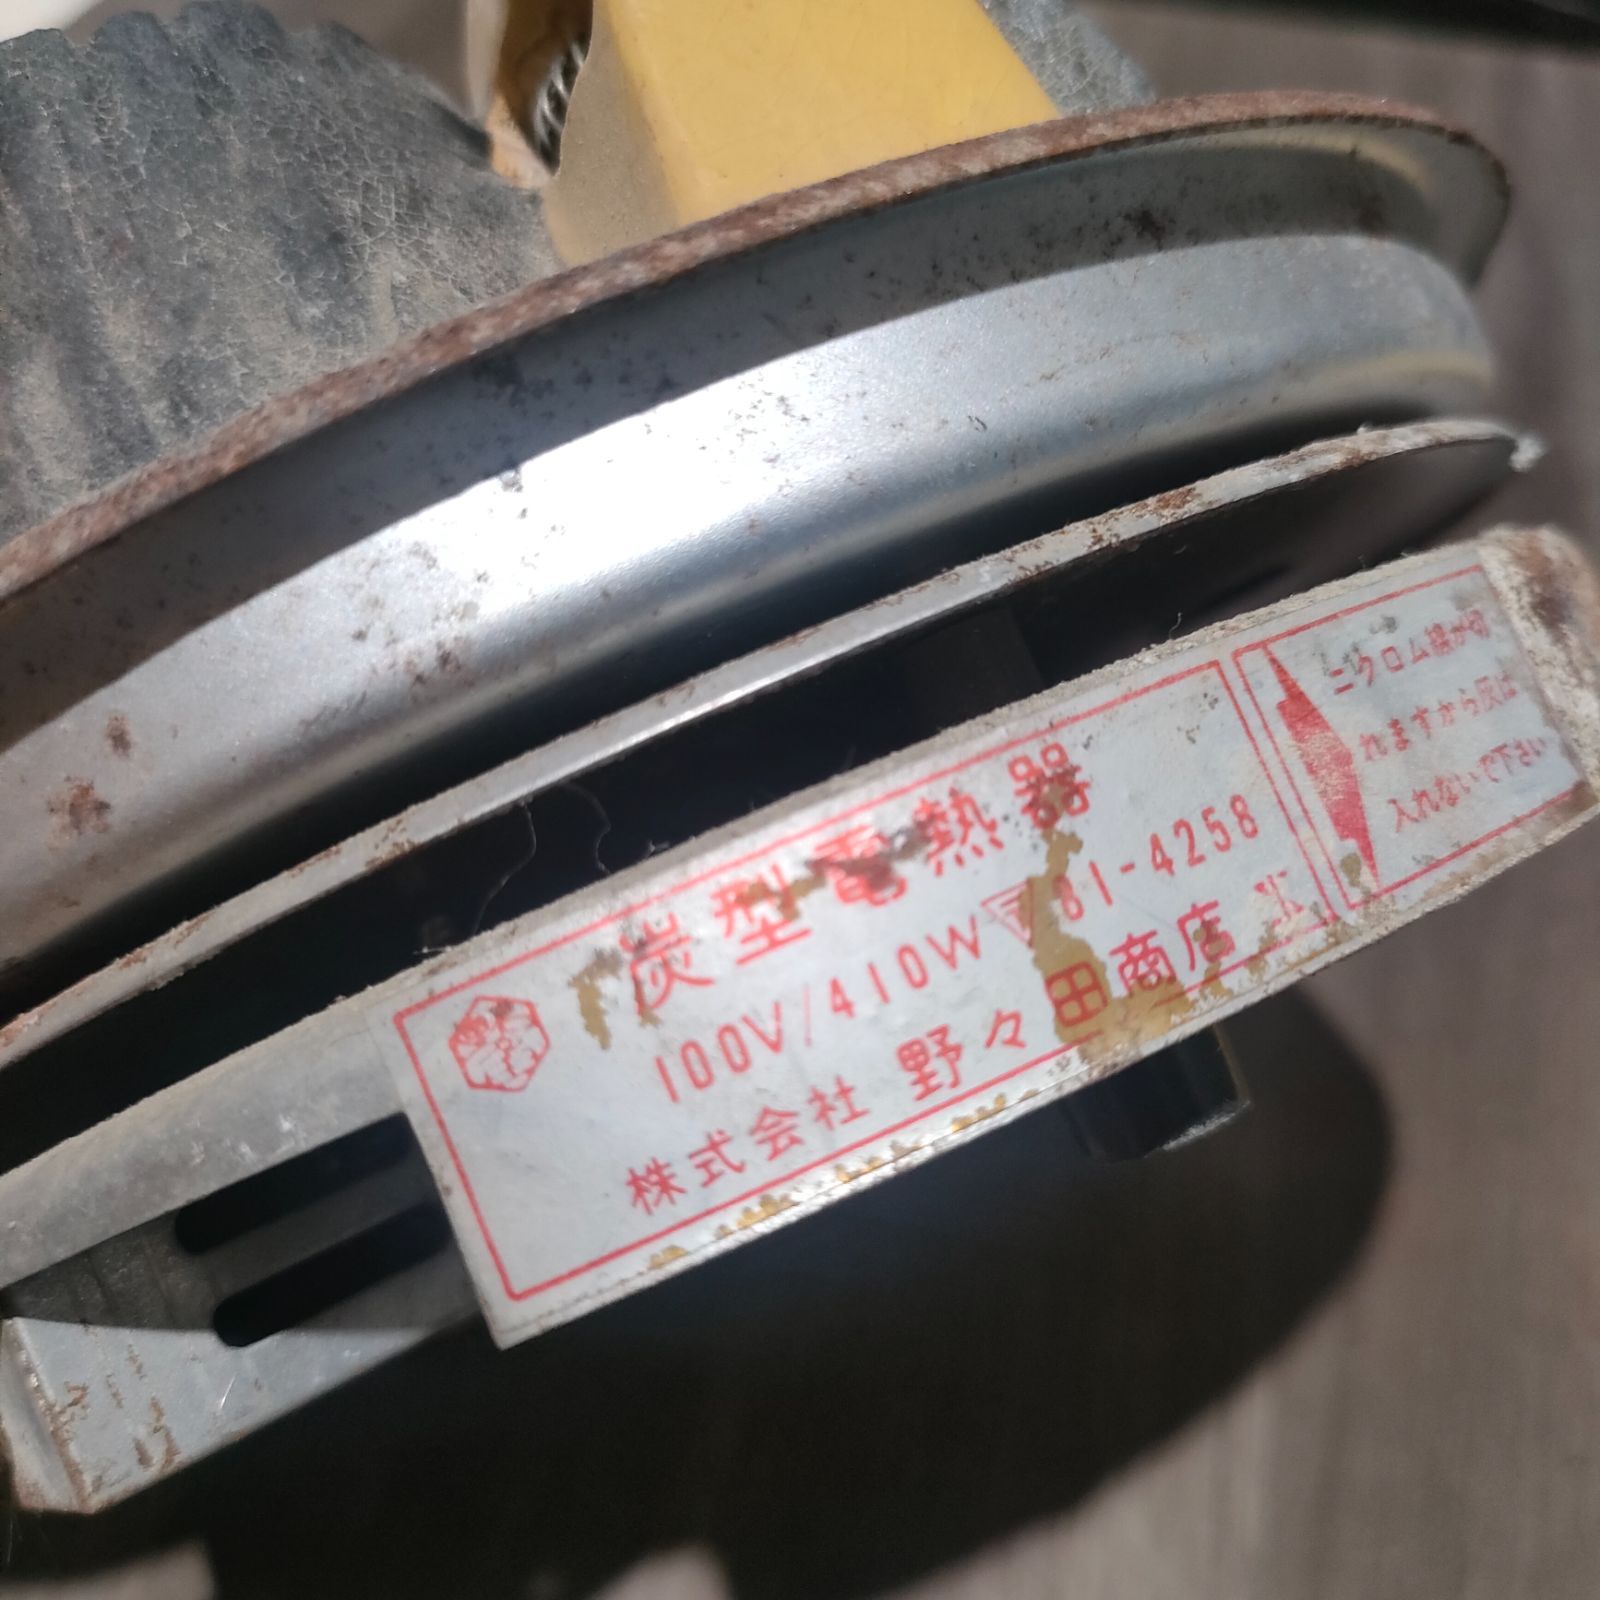 炭型電熱器
100V/410W 81-4258
株式会社 野々田商店
ニクロム線が切
れますから灰は
入れないで下さい